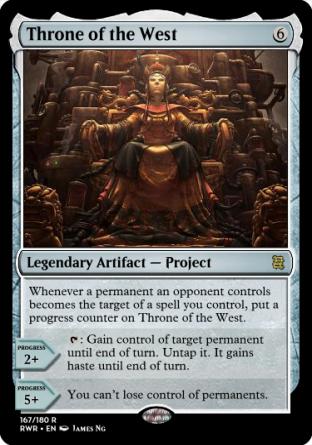 Throne of the West 6
Legendary Artifact — Project
Whenever a permanent an opponent controls
becomes the target of a spell you control, put a
progress counter on Throne of the West.
PROGRESS
2+
: Gain control of target permanent
until end of turn. Untap it. It gains
haste until end of turn.
PROGRESS
5+
You can't lose control of permanents.
167/180 R
RWR • EN James Ng